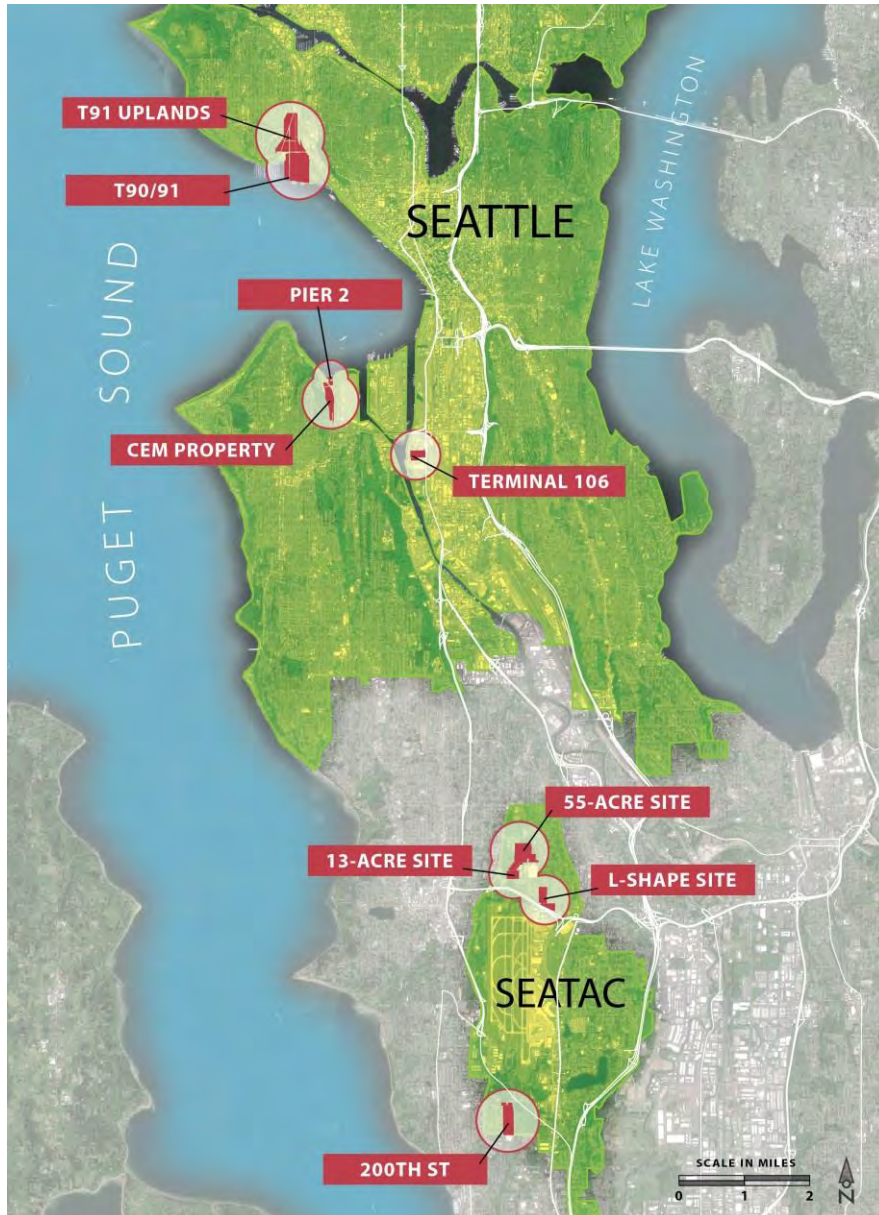 T91 UPLANDS
T90/91
SEATTLE
LAKE WASHINGTON
PUGET SOUND
PIER 2
CEM PROPERTY
TERMINAL 106
55-ACRE SITE
13-ACRE SITE
L-SHAPE SITE
SEATAC
200TH ST
SCALE IN MILES
0 1 2
N